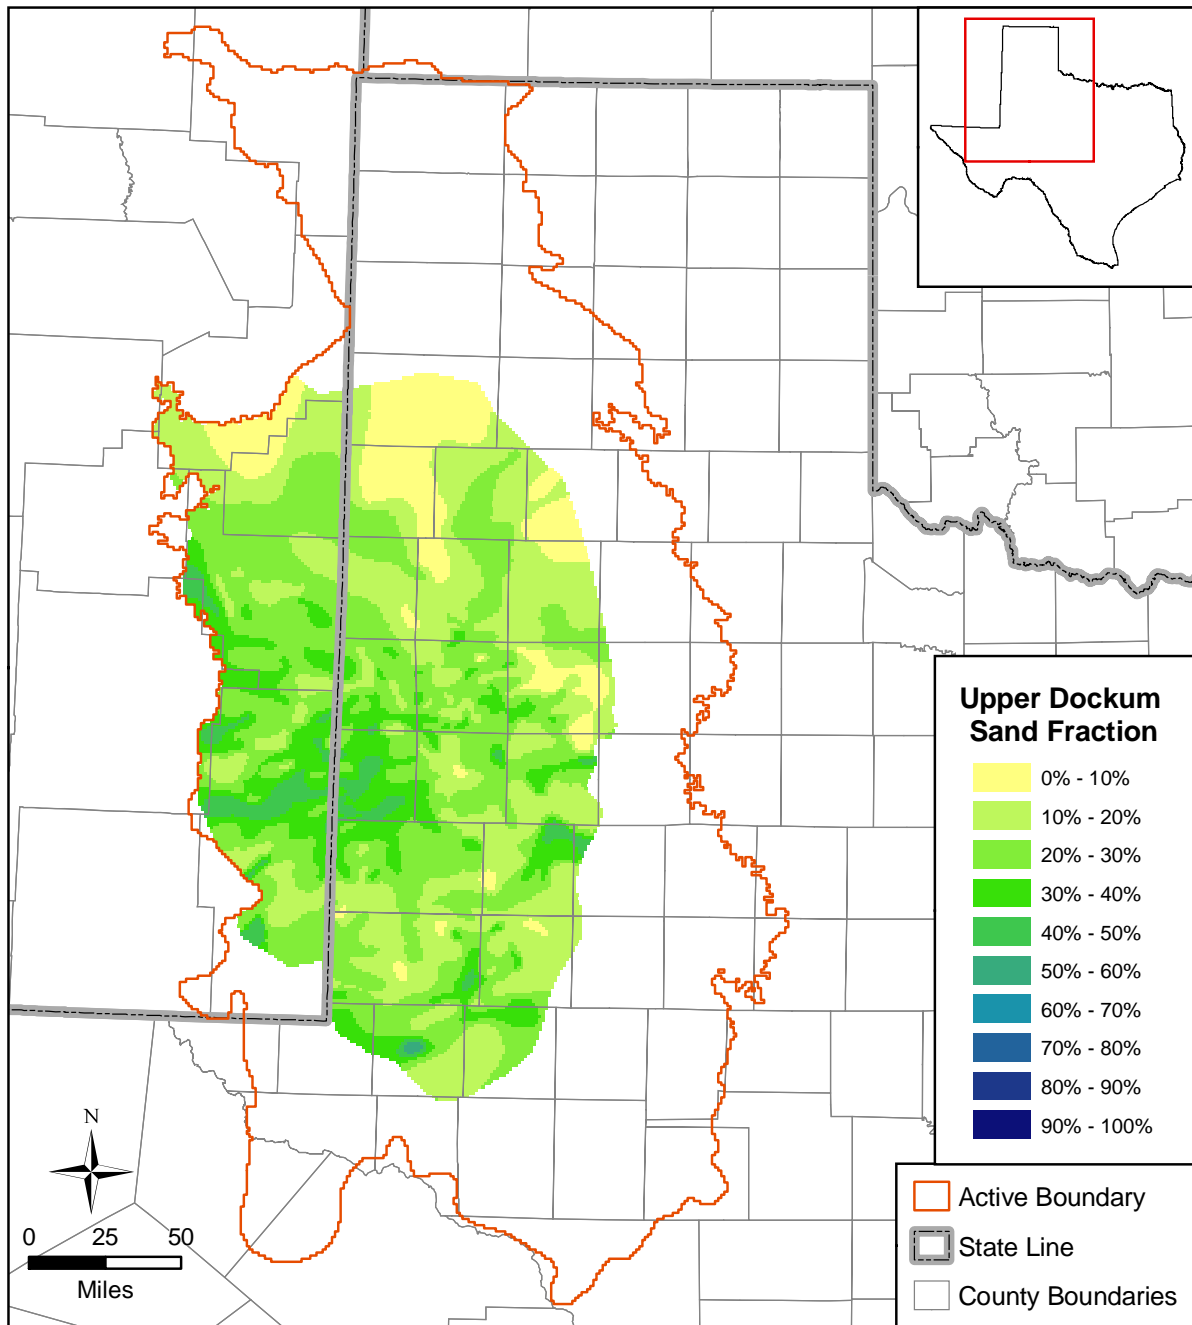 Upper Dockum
Sand Fraction
0% - 10%
10% - 20%
20% - 30%
30% - 40%
40% - 50%
50% - 60%
60% - 70%
70% - 80%
80% - 90%
90% - 100%
N
0 25 50
Miles
Active Boundary
State Line
County Boundaries